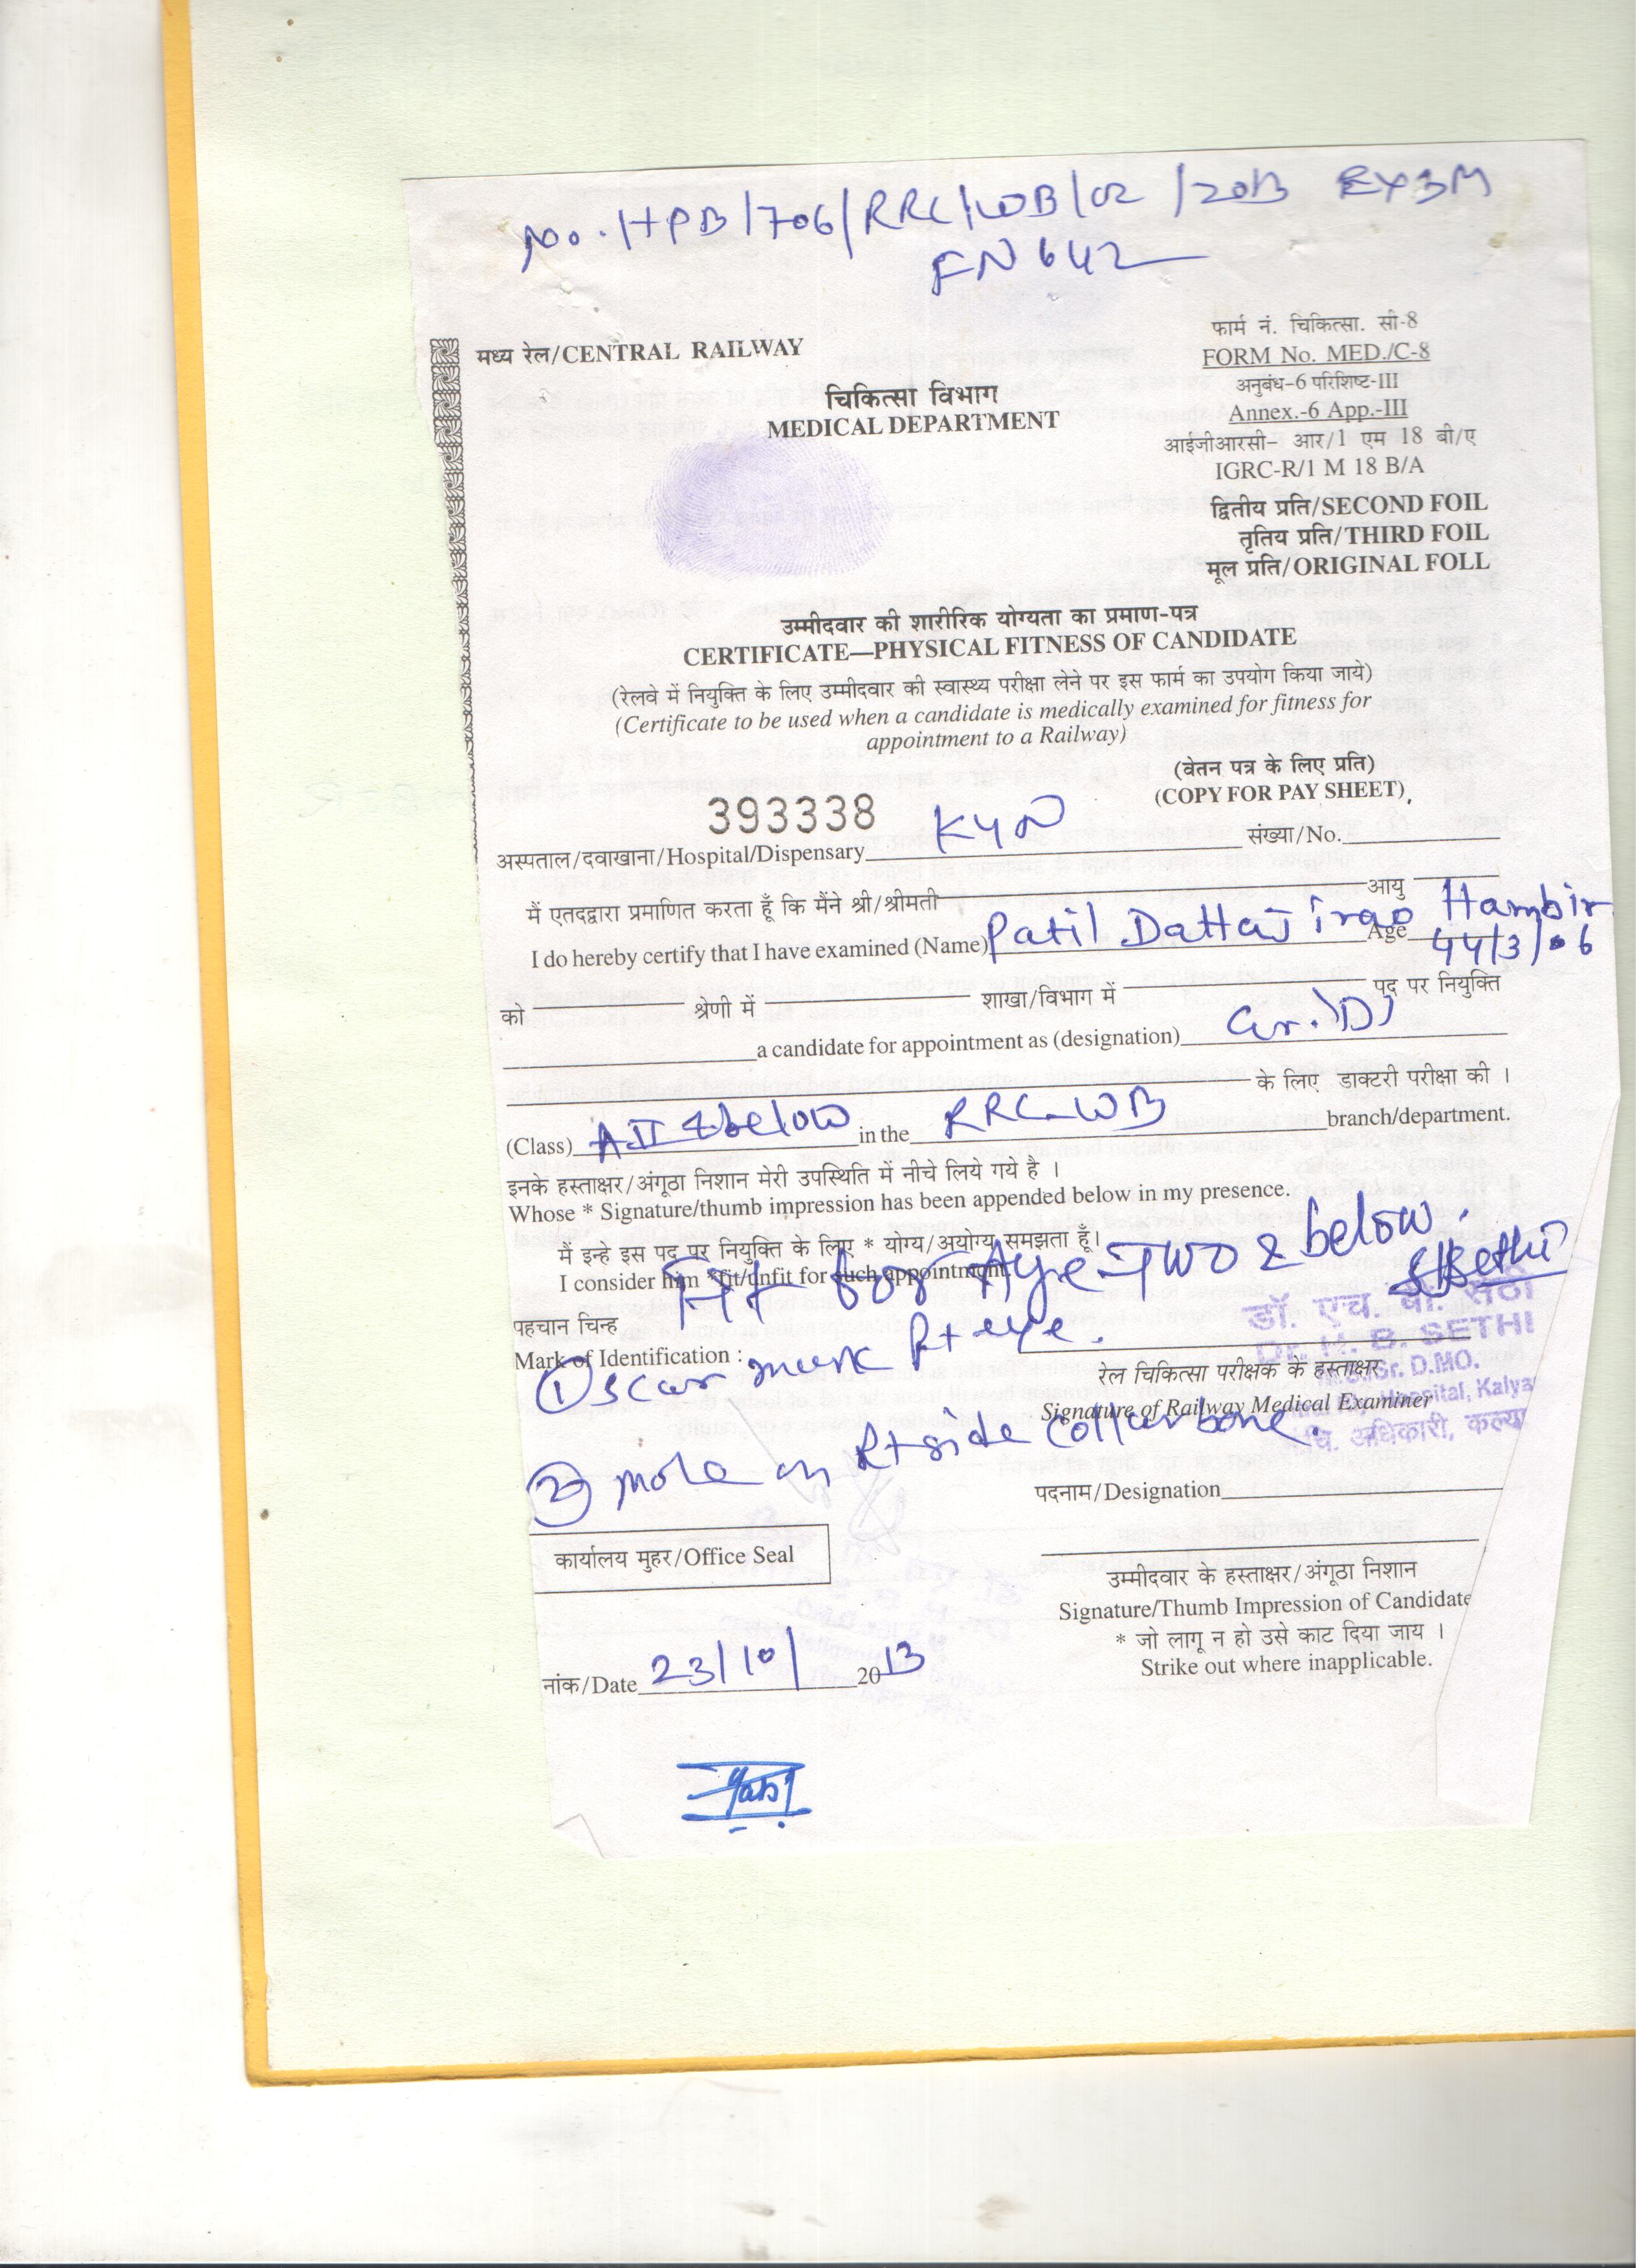 No. HPB/706/RRC/WB/02/2013 EXSM
FN 642
मध्य रेल/CENTRAL RAILWAY
फार्म नं. चिकित्सा. सी-8
FORM No. MED./C-8
चिकित्सा विभाग
MEDICAL DEPARTMENT
अनुबंध-6 परिशिष्ट-III
Annex.-6 App.-III
आईजीआरसी- आर/1 एम 18 बी/ए
IGRC-R/1 M 18 B/A
द्वितीय प्रति/SECOND FOIL
तृतिय प्रति/THIRD FOIL
मूल प्रति/ORIGINAL FOLL
उम्मीदवार की शारीरिक योग्यता का प्रमाण-पत्र
CERTIFICATE—PHYSICAL FITNESS OF CANDIDATE
(रेलवे में नियुक्ति के लिए उम्मीदवार की स्वास्थ्य परीक्षा लेने पर इस फार्म का उपयोग किया जाये)
(Certificate to be used when a candidate is medically examined for fitness for
appointment to a Railway)
(वेतन पत्र के लिए प्रति)
(COPY FOR PAY SHEET)
393338
अस्पताल/दवाखाना/Hospital/Dispensary KYN संख्या/No.
मैं एतदद्वारा प्रमाणित करता हूँ कि मैंने श्री/श्रीमती आयु
I do hereby certify that I have examined (Name) Patil Dattajirao Hambir Age 44/3/06
को श्रेणी में शाखा/विभाग में पद पर नियुक्ति
a candidate for appointment as (designation) Gr. 'D'
के लिए डाक्टरी परीक्षा की ।
(Class) A II & below in the RRC-WB branch/department.
इनके हस्ताक्षर/अंगूठा निशान मेरी उपस्थिति में नीचे लिये गये है ।
Whose * Signature/thumb impression has been appended below in my presence.
मैं इन्हे इस पद पर नियुक्ति के लिए * योग्य/अयोग्य समझता हूँ।
I consider him *fit/unfit for such appointment.
Fit for Aye-Two & below.
HBSethi
डॉ. एच. बी. सेठी
Dr. H. B. SETHI
Sr. D.MO.
Hospital, Kalya
चि. अधिकारी, कल्या
पहचान चिन्ह
Mark of Identification :
① Scar mark Rt eye.
रेल चिकित्सा परीक्षक के हस्ताक्षर
Signature of Railway Medical Examiner
② mole on Rt side collar bone.
पदनाम/Designation
कार्यालय मुहर/Office Seal
उम्मीदवार के हस्ताक्षर/अंगूठा निशान
Signature/Thumb Impression of Candidate
* जो लागू न हो उसे काट दिया जाय ।
Strike out where inapplicable.
नांक/Date 23/10/2013